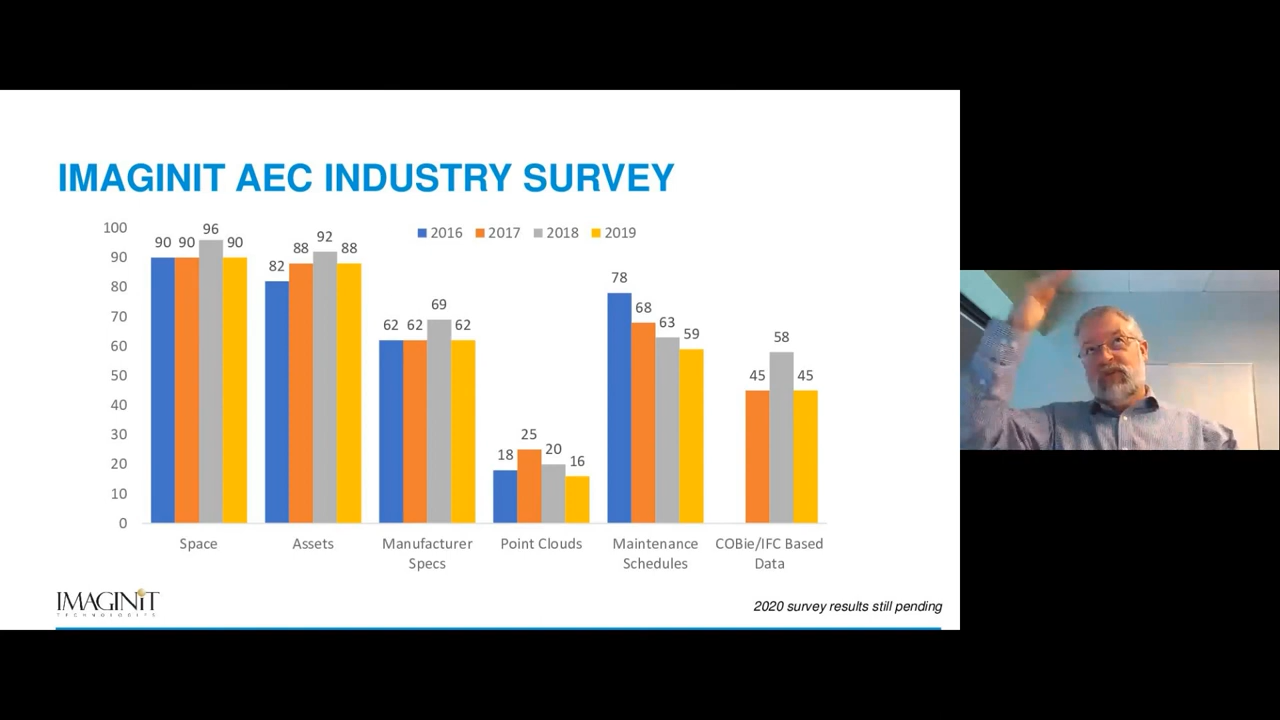 IMAGINIT AEC INDUSTRY SURVEY
2016 2017 2018 2019
100
90
80
70
60
50
40
30
20
10
0
90 90 96 90
82 88 92 88
62 62 69 62
18 25 20 16
78 68 63 59
45 58 45
Space
Assets
Manufacturer
Specs
Point Clouds
Maintenance
Schedules
COBie/IFC Based
Data
IMAGINiT
TECHNOLOGIES
2020 survey results still pending